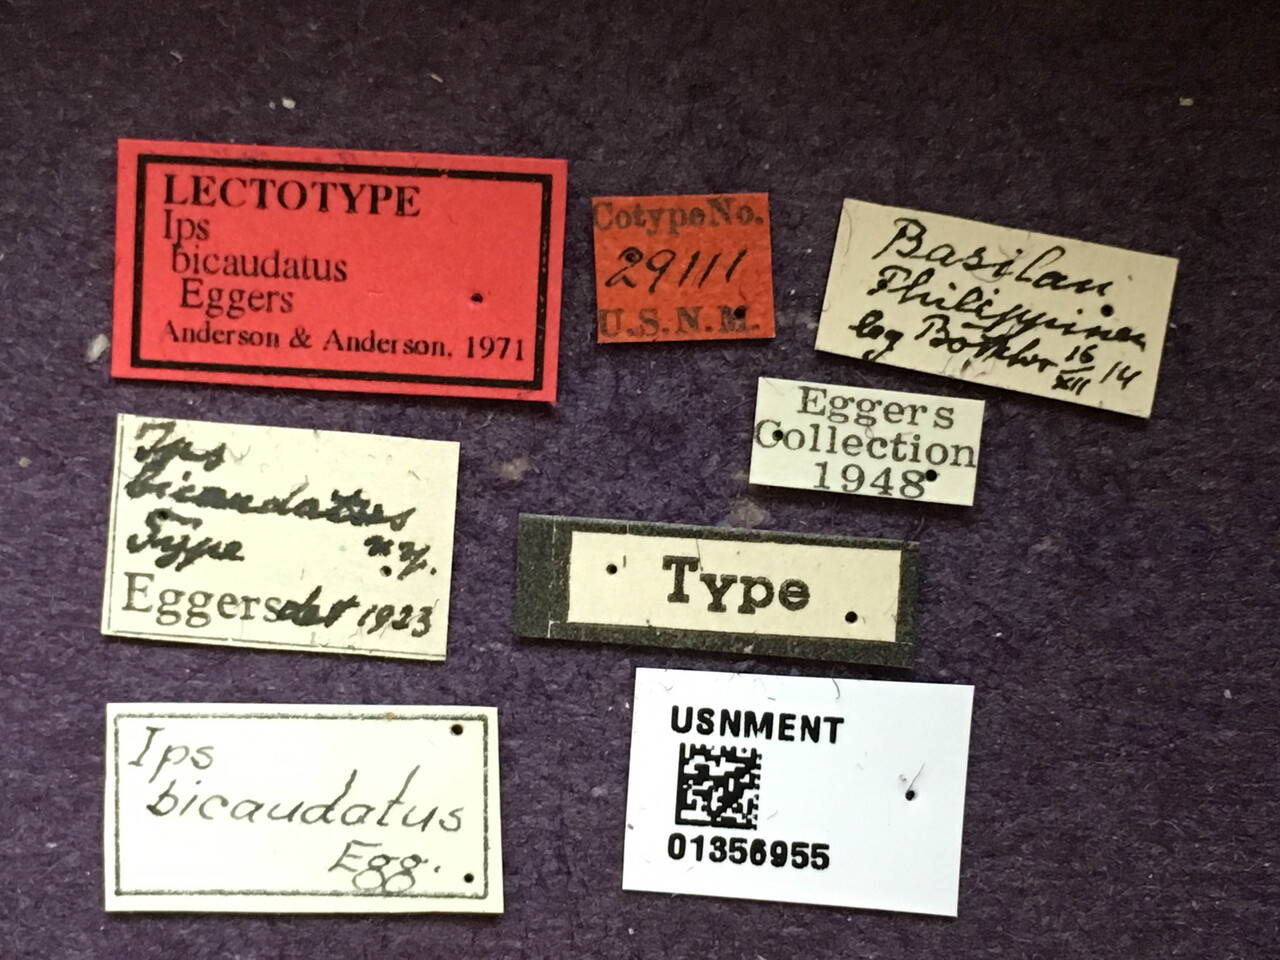 LECTOTYPE
Ips
bicaudatus
Eggers
Anderson & Anderson, 1971
Cotype No.
29111
U.S.N.M.
Basilan
Philippinen
leg Böttcher 16/XII 14
Eggers
Collection
1948
Ips
bicaudatus
Type n.sp.
Eggers det 1923
Type
Ips
bicaudatus
Egg.
USNMENT
01356955